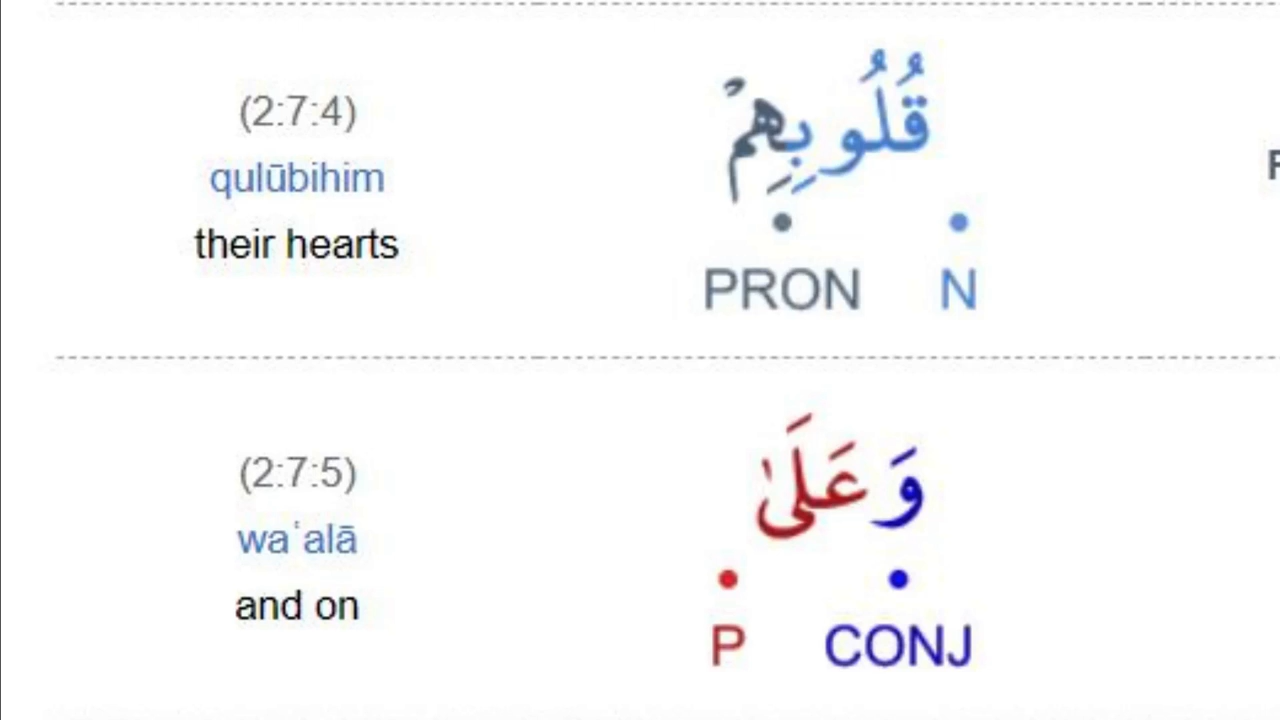 (2:7:4)
qulūbihim
their hearts
قُلُوبِهِمْ
PRON N
(2:7:5)
waʿalā
and on
وَعَلَىٰ
P CONJ